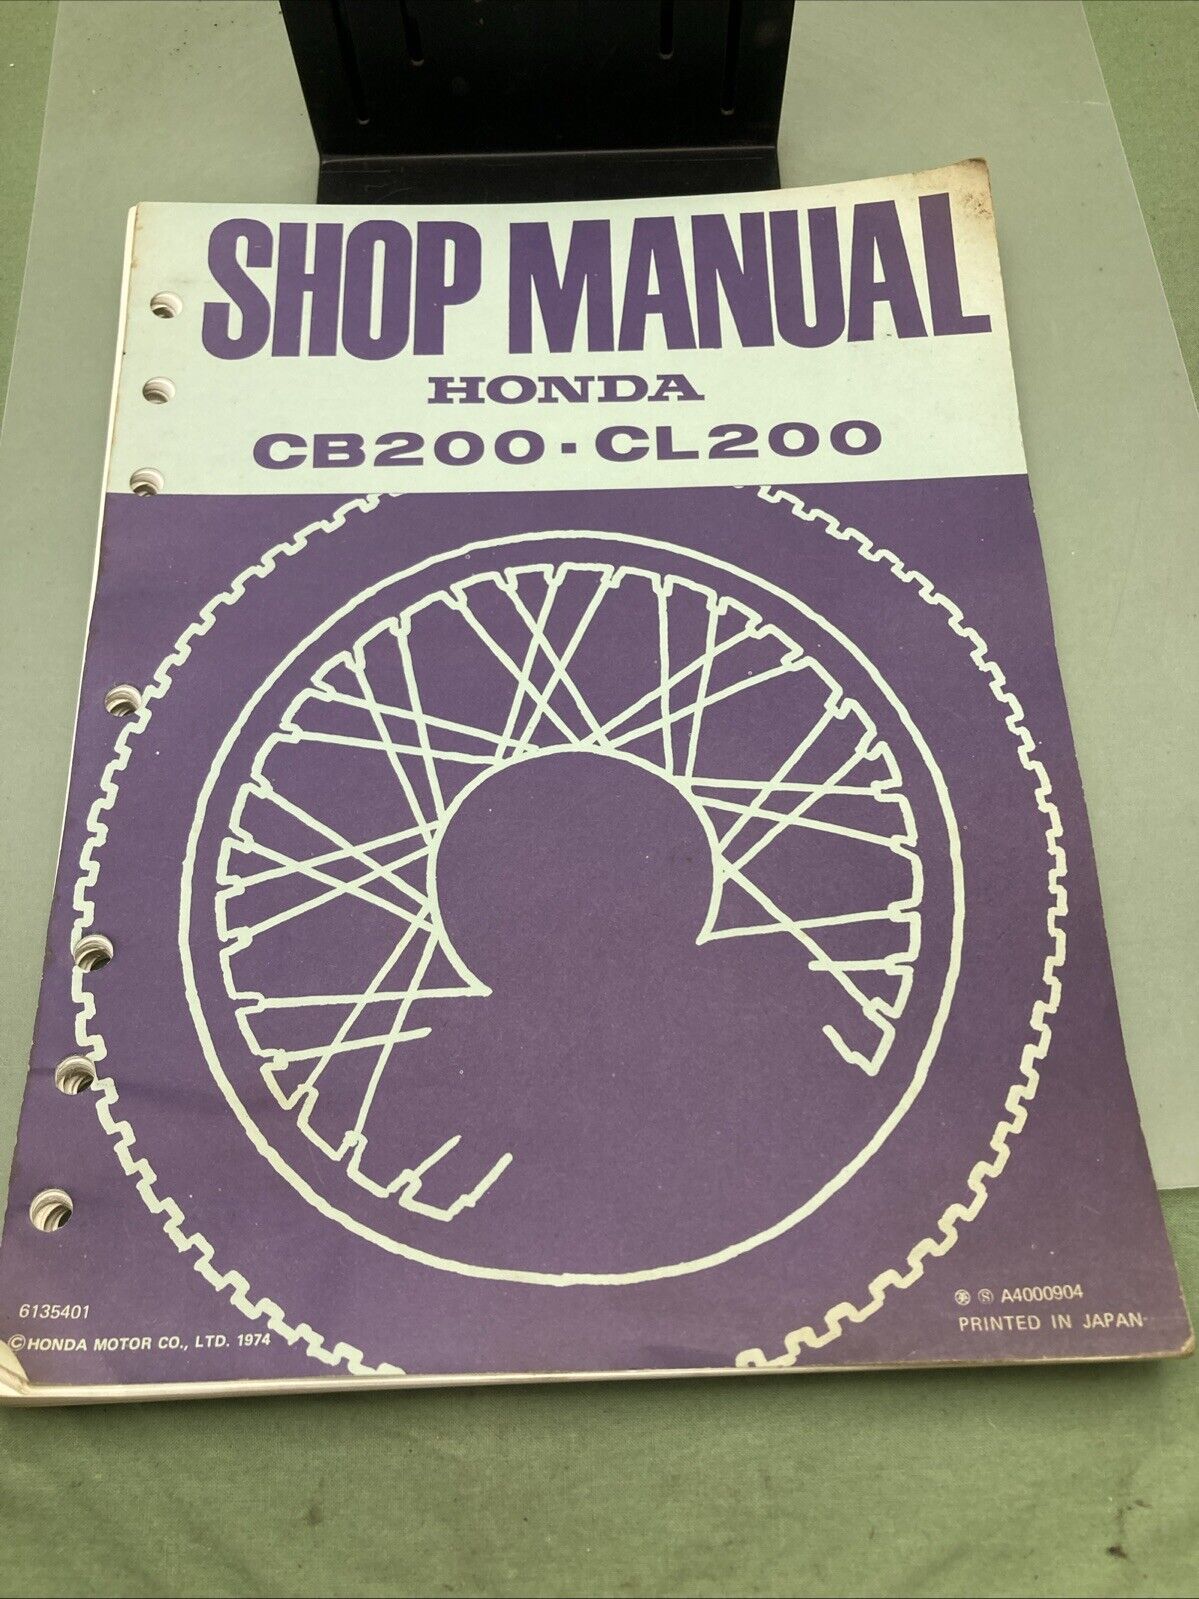 SHOP MANUAL
HONDA
CB200·CL200
6135401
©HONDA MOTOR CO., LTD. 1974
Ⓢ A4000904
PRINTED IN JAPAN